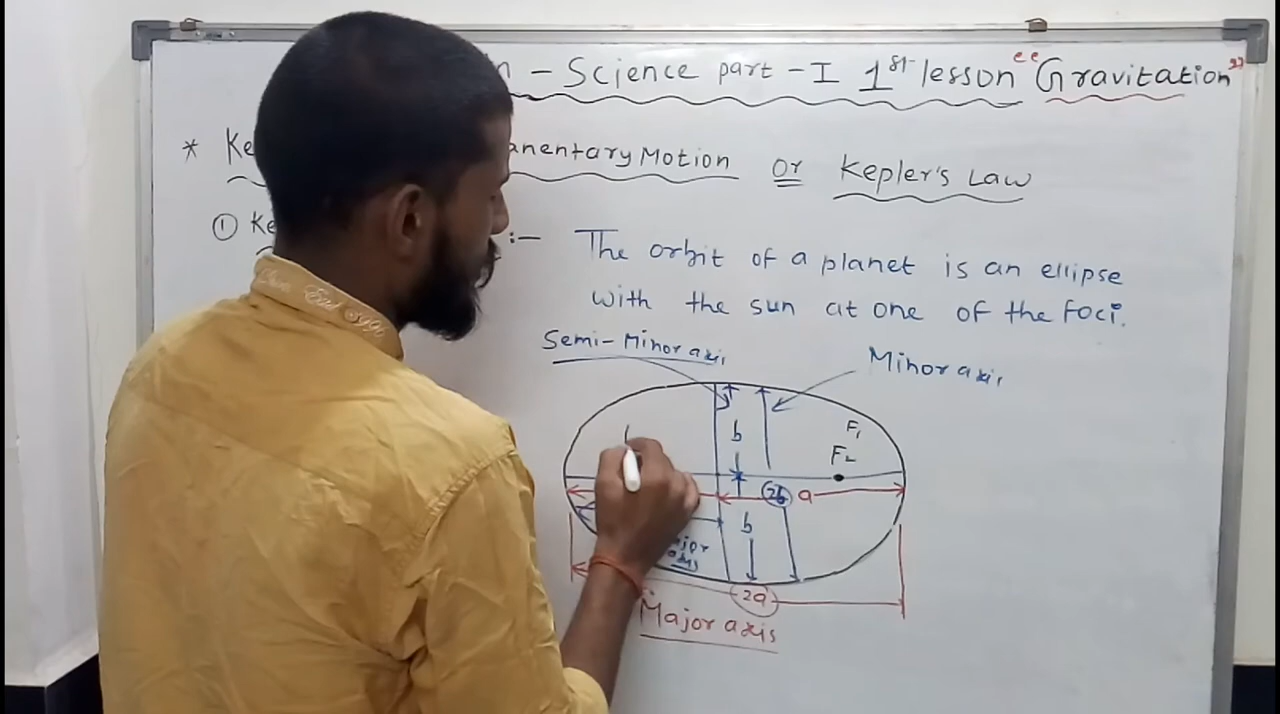 n - Science part - I 1st lesson "Gravitation"
* Ke anentary Motion or Kepler's Law
① Ke :- The orbit of a planet is an ellipse
with the sun at one of the foci.
Semi-Minor axis
Minor axis
b
F1
F2
2b a
b
ajor
axis
2a
Major axis